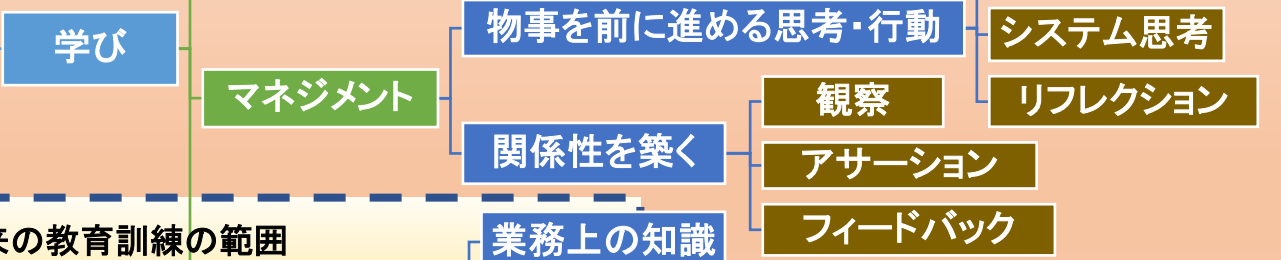 学び
マネジメント
物事を前に進める思考・行動
システム思考
リフレクション
関係性を築く
観察
アサーション
フィードバック
来の教育訓練の範囲
業務上の知識